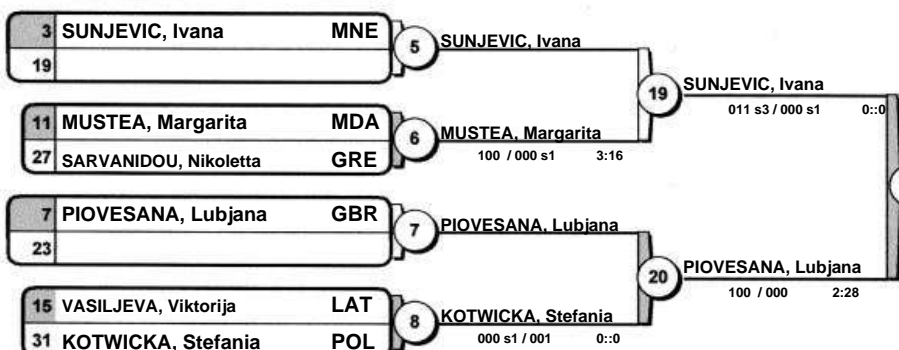 3 SUNJEVIC, Ivana MNE
19
5 SUNJEVIC, Ivana
11 MUSTEA, Margarita MDA
27 SARVANIDOU, Nikoletta GRE
6 MUSTEA, Margarita
100 / 000 s1 3:16
19 SUNJEVIC, Ivana
011 s3 / 000 s1 0::0
7 PIOVESANA, Lubjana GBR
23
7 PIOVESANA, Lubjana
15 VASILJEVA, Viktorija LAT
31 KOTWICKA, Stefania POL
8 KOTWICKA, Stefania
000 s1 / 001 0::0
20 PIOVESANA, Lubjana
100 / 000 2:28